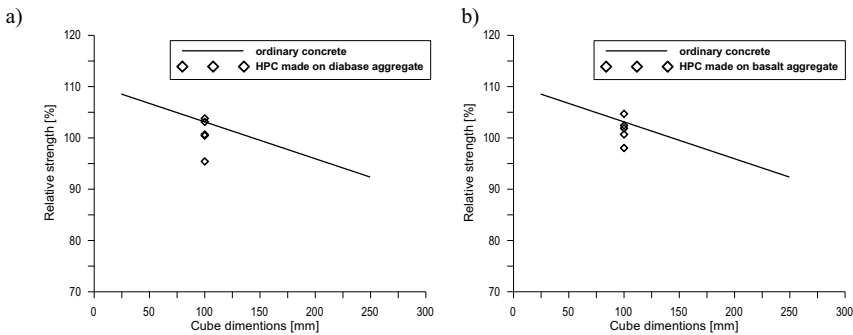 a)
120
110
100
90
80
70
Relative strength [%]
ordinary concrete
HPC made on diabase aggregate
0 50 100 150 200 250 300
Cube dimentions [mm]
b)
120
110
100
90
80
70
Relative strength [%]
ordinary concrete
HPC made on basalt aggregate
0 50 100 150 200 250 300
Cube dimentions [mm]